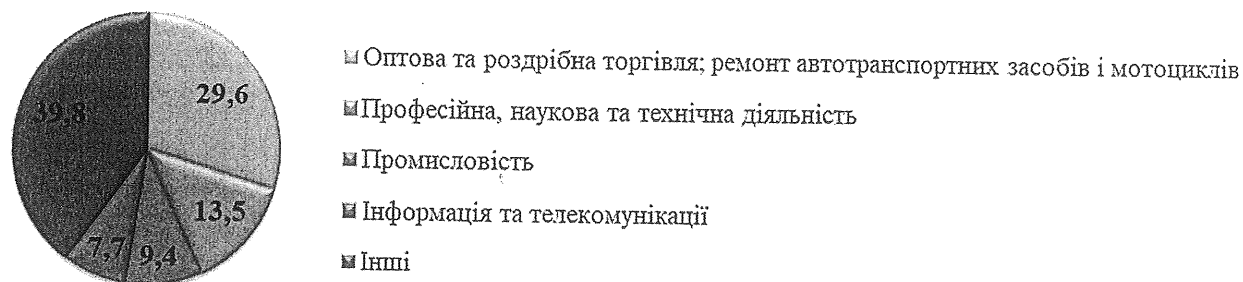 29,6
39,8
13,5
7,7
9,4
Оптова та роздрібна торгівля; ремонт автотранспортних засобів і мотоциклів
Професійна, наукова та технічна діяльність
Промисловість
Інформація та телекомунікації
Інші